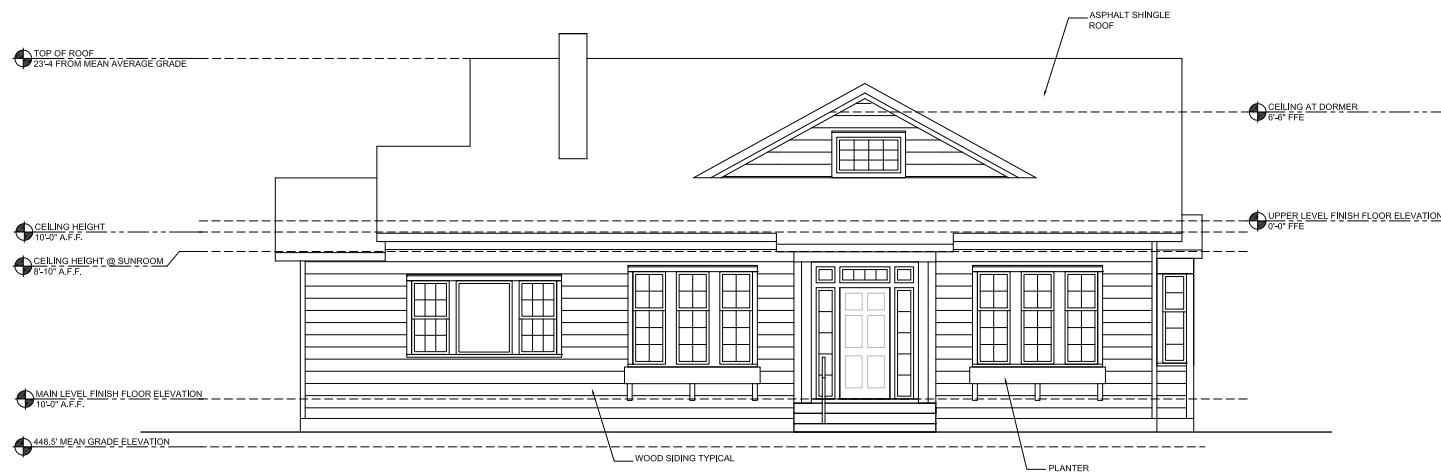 ASPHALT SHINGLE
ROOF
TOP OF ROOF
23'-4 FROM MEAN AVERAGE GRADE
CEILING AT DORMER
6'-6" FFE
UPPER LEVEL FINISH FLOOR ELEVATION
0'-0" FFE
CEILING HEIGHT
10'-0" A.F.F.
CEILING HEIGHT @ SUNROOM
8'-10" A.F.F.
MAIN LEVEL FINISH FLOOR ELEVATION
10'-0" A.F.F.
448.5' MEAN GRADE ELEVATION
WOOD SIDING TYPICAL
PLANTER